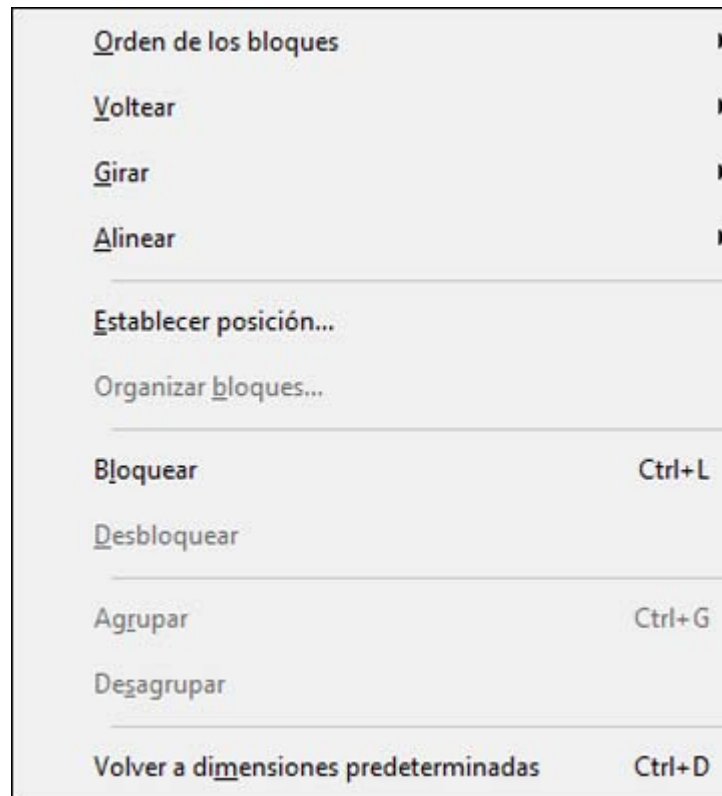 Orden de los bloques
Voltear
Girar
Alinear
Establecer posición...
Organizar bloques...
Bloquear Ctrl+L
Desbloquear
Agrupar Ctrl+G
Desagrupar
Volver a dimensiones predeterminadas Ctrl+D